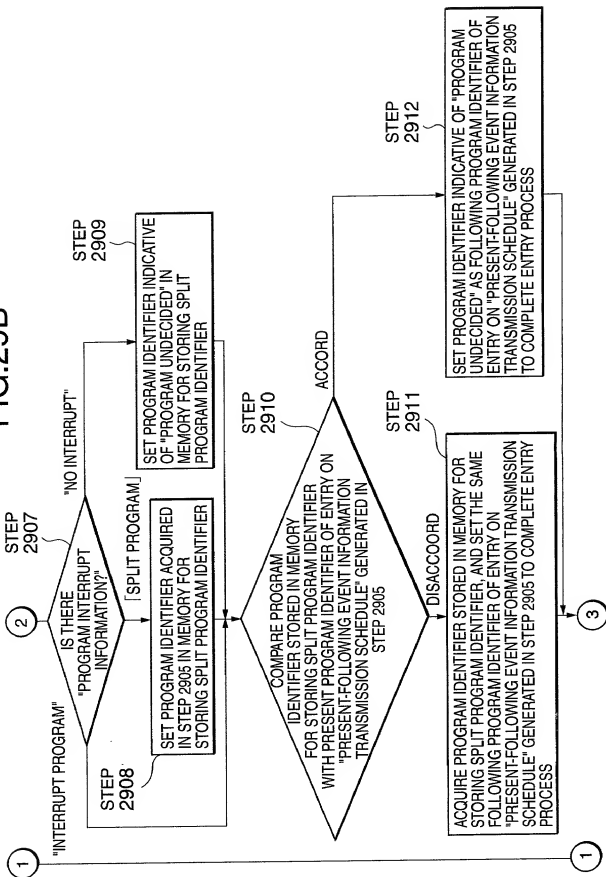 FIG.29B
1
2
STEP
2907
IS THERE
"PROGRAM INTERRUPT
INFORMATION?"
"INTERRUPT PROGRAM"
"NO INTERRUPT"
「SPLIT PROGRAM」
STEP
2908
SET PROGRAM IDENTIFIER ACQUIRED
IN STEP 2905 IN MEMORY FOR
STORING SPLIT PROGRAM IDENTIFIER
STEP
2909
SET PROGRAM IDENTIFIER INDICATIVE
OF "PROGRAM UNDECIDED" IN
MEMORY FOR STORING SPLIT
PROGRAM IDENTIFIER
STEP
2910
COMPARE PROGRAM
IDENTIFIER STORED IN MEMORY
FOR STORING SPLIT PROGRAM IDENTIFIER
WITH PRESENT PROGRAM IDENTIFIER OF ENTRY ON
"PRESENT-FOLLOWING EVENT INFORMATION
TRANSMISSION SCHEDULE" GENERATED IN
STEP 2905
ACCORD
DISACCOORD
STEP
2911
ACQUIRE PROGRAM IDENTIFIER STORED IN MEMORY FOR
STORING SPLIT PROGRAM IDENTIFIER, AND SET THE SAME
FOLLOWING PROGRAM IDENTIFIER OF ENTRY ON
"PRESENT-FOLLOWING EVENT INFORMATION TRANSMISSION
SCHEDULE" GENERATED IN STEP 2905 TO COMPLETE ENTRY
PROCESS
STEP
2912
SET PROGRAM IDENTIFIER INDICATIVE OF "PROGRAM
UNDECIDED" AS FOLLOWING PROGRAM IDENTIFIER OF
ENTRY ON "PRESENT-FOLLOWING EVENT INFORMATION
TRANSMISSION SCHEDULE" GENERATED IN STEP 2905
TO COMPLETE ENTRY PROCESS
1
3